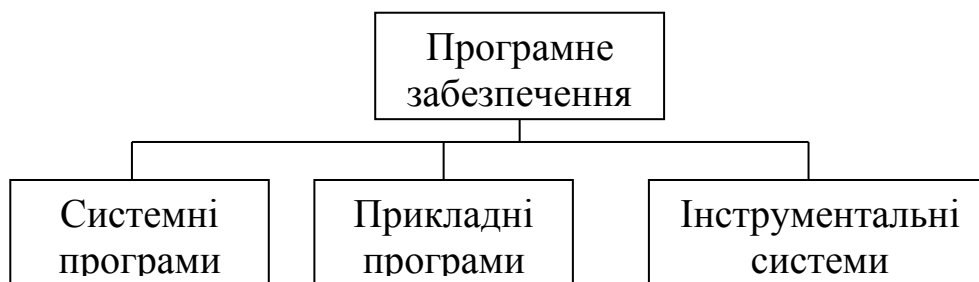 Програмне
забезпечення
Системні
програми
Прикладні
програми
Інструментальні
системи